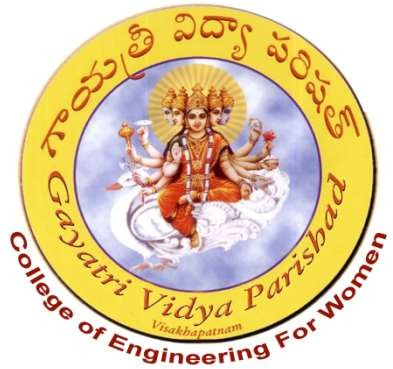 గాయత్రీ విద్యా పరిషత్
Gayatri Vidya Parishad
Visakhapatnam
College of Engineering For Women